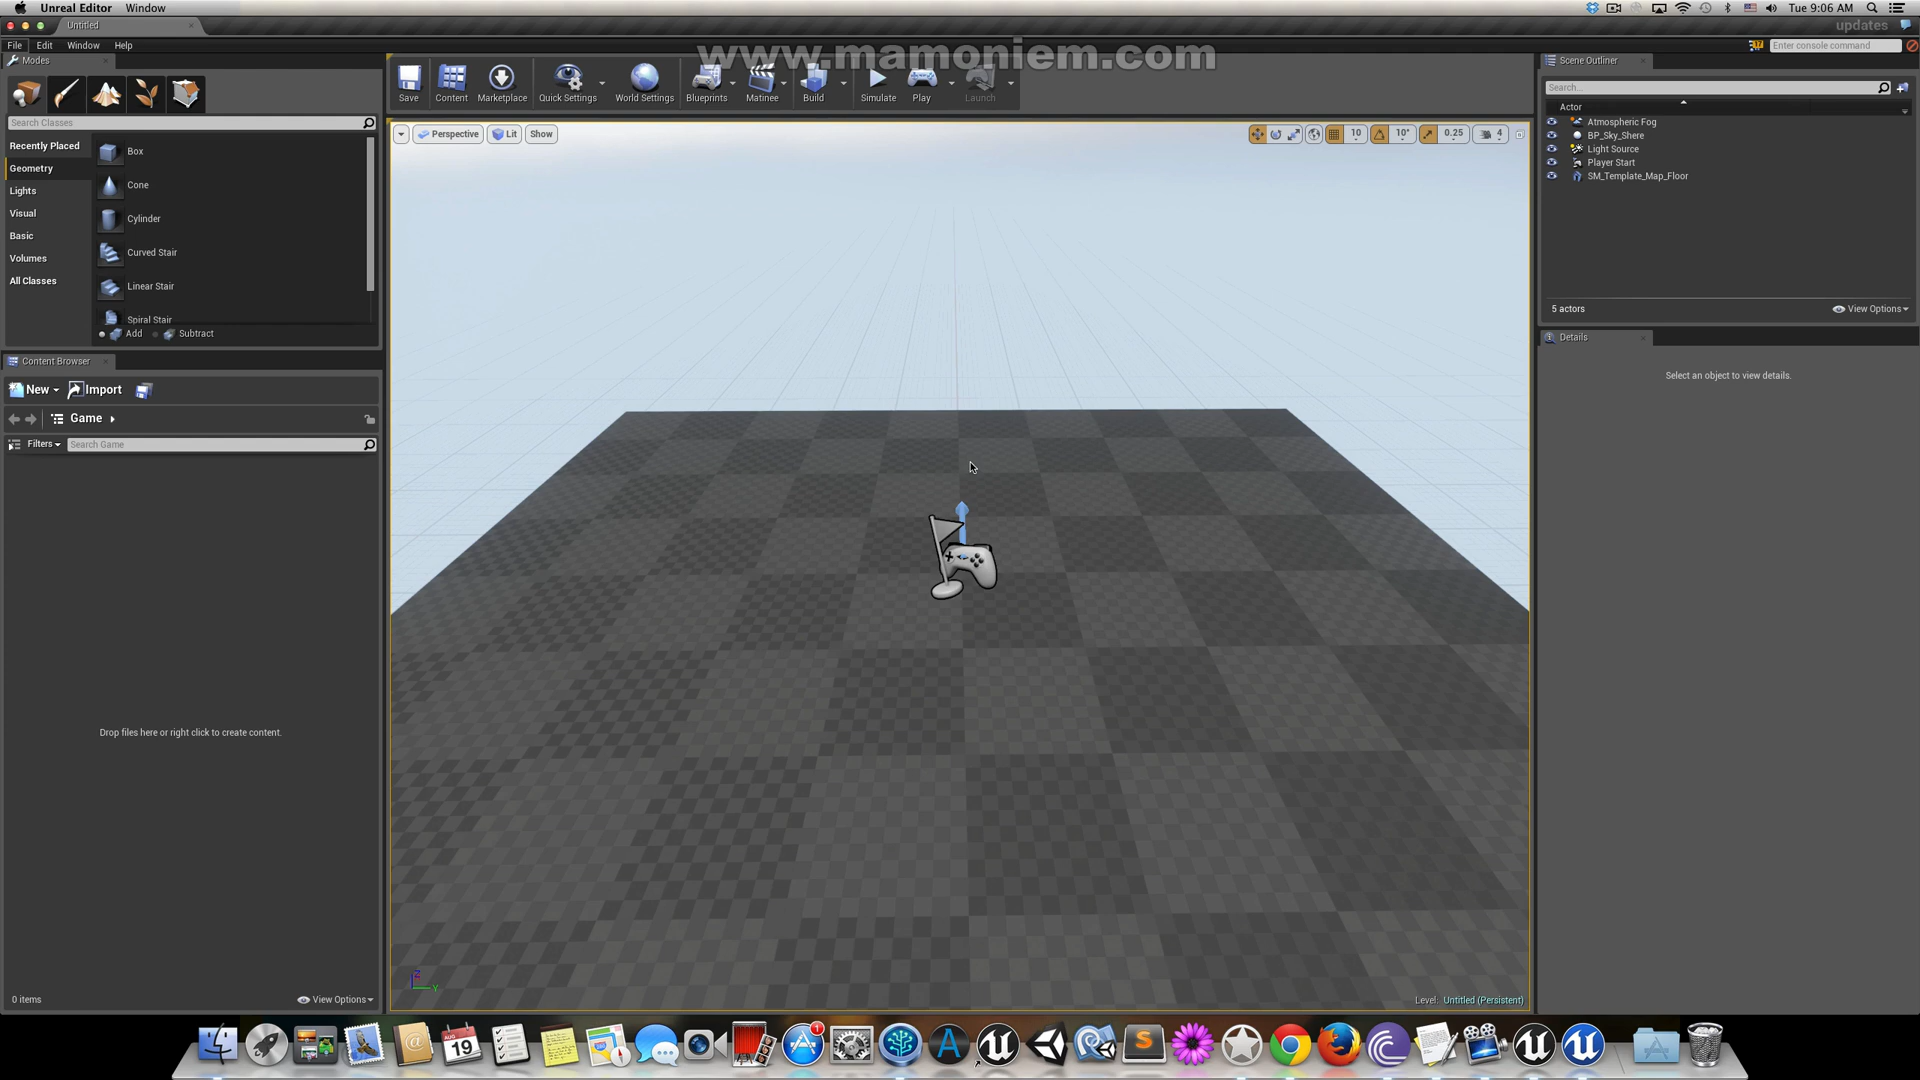 Unreal Editor Window
Tue 9:06 AM
Untitled
updates
File Edit Window Help
www.mamoniem.com
Enter console command
Modes
Save
Content
Marketplace
Quick Settings
World Settings
Blueprints
Matinee
Build
Simulate
Play
Launch
Scene Outliner
Search...
Actor
Atmospheric Fog
BP_Sky_Shere
Light Source
Player Start
SM_Template_Map_Floor
5 actors
View Options
Details
Select an object to view details.
Search Classes
Recently Placed
Geometry
Lights
Visual
Basic
Volumes
All Classes
Box
Cone
Cylinder
Curved Stair
Linear Stair
Spiral Stair
Add Subtract
Perspective Lit Show
10 10° 0.25 4
Content Browser
New Import
Game
Filters Search Game
Drop files here or right click to create content.
0 items
View Options
Z
Y
Level: Untitled (Persistent)
AUG
19
1